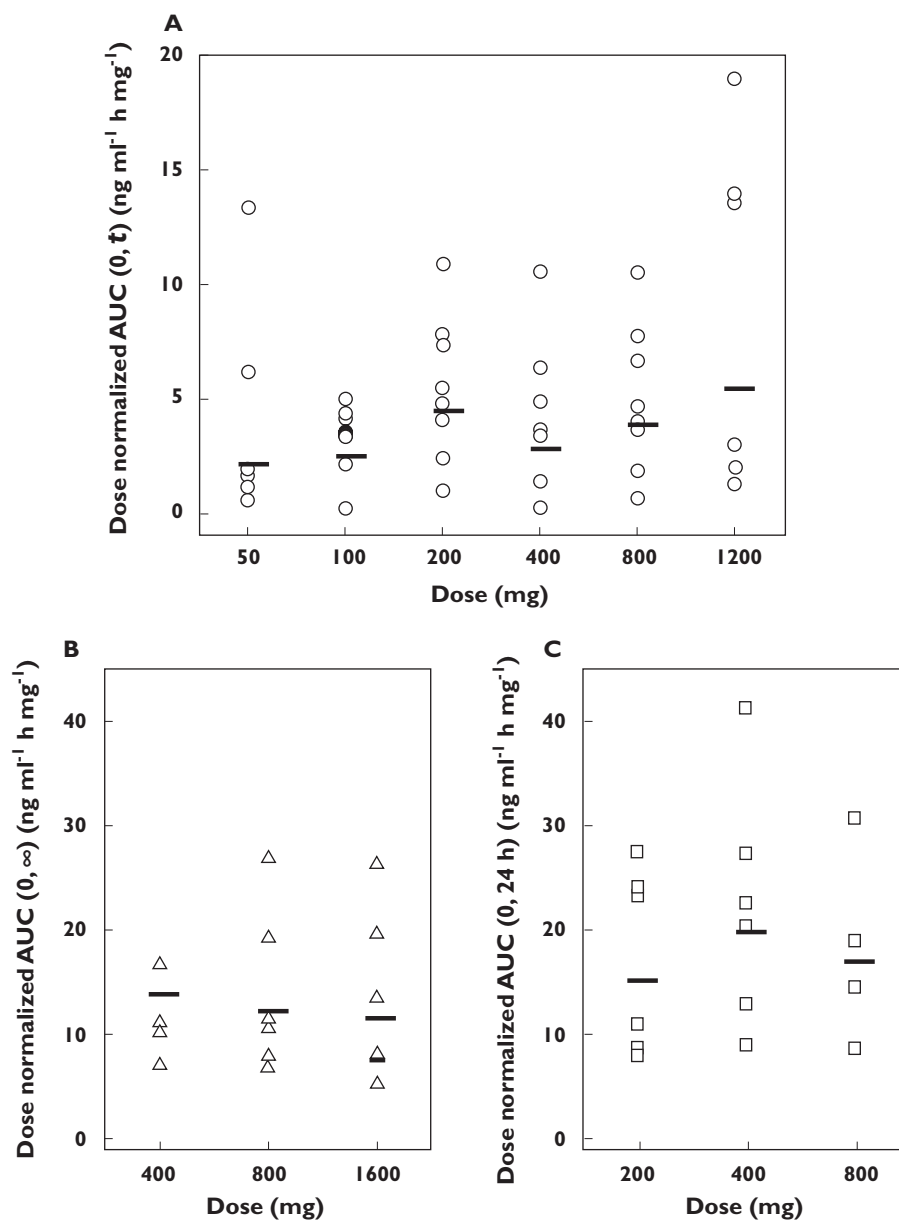 A
Dose normalized AUC (0, t) (ng ml⁻¹ h mg⁻¹)
20
15
10
5
0
50 100 200 400 800 1200
Dose (mg)
B
Dose normalized AUC (0, ∞) (ng ml⁻¹ h mg⁻¹)
40
30
20
10
0
400 800 1600
Dose (mg)
C
Dose normalized AUC (0, 24 h) (ng ml⁻¹ h mg⁻¹)
40
30
20
10
0
200 400 800
Dose (mg)